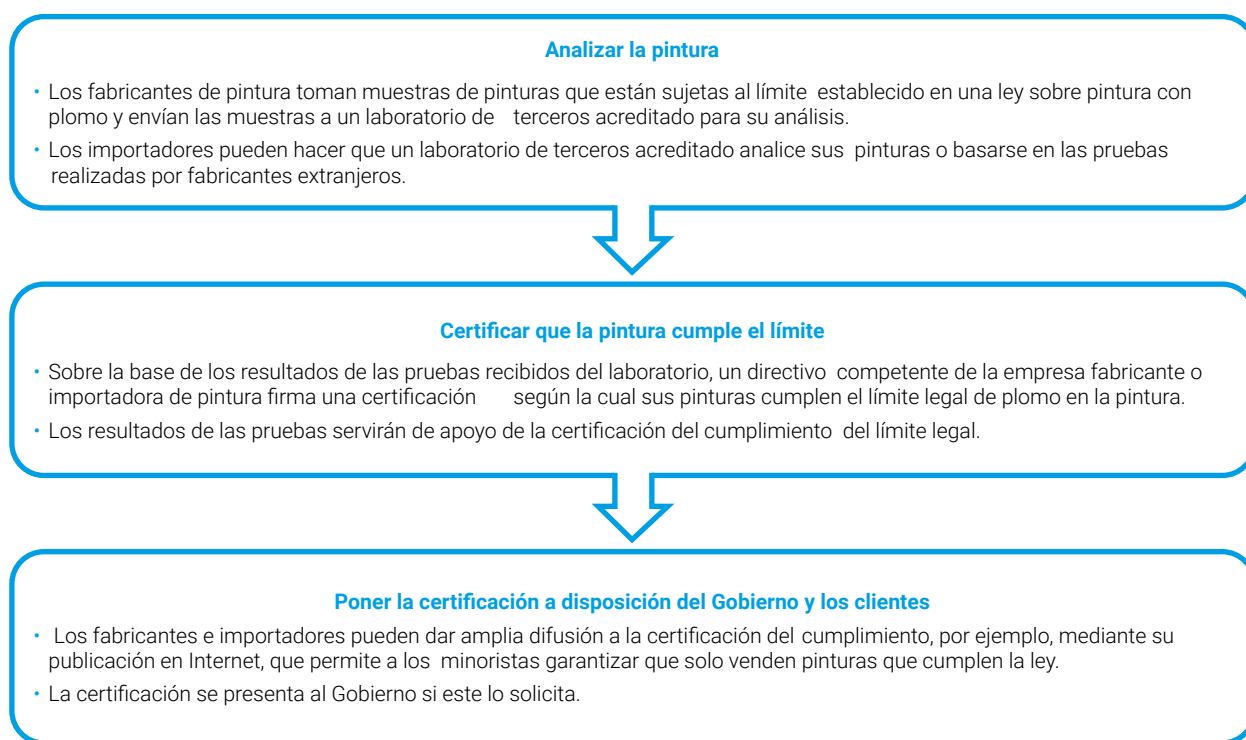 Analizar la pintura
• Los fabricantes de pintura toman muestras de pinturas que están sujetas al límite establecido en una ley sobre pintura con
plomo y envían las muestras a un laboratorio de terceros acreditado para su análisis.
• Los importadores pueden hacer que un laboratorio de terceros acreditado analice sus pinturas o basarse en las pruebas
realizadas por fabricantes extranjeros.
Certificar que la pintura cumple el límite
• Sobre la base de los resultados de las pruebas recibidos del laboratorio, un directivo competente de la empresa fabricante o
importadora de pintura firma una certificación según la cual sus pinturas cumplen el límite legal de plomo en la pintura.
• Los resultados de las pruebas servirán de apoyo de la certificación del cumplimiento del límite legal.
Poner la certificación a disposición del Gobierno y los clientes
• Los fabricantes e importadores pueden dar amplia difusión a la certificación del cumplimiento, por ejemplo, mediante su
publicación en Internet, que permite a los minoristas garantizar que solo venden pinturas que cumplen la ley.
• La certificación se presenta al Gobierno si este lo solicita.